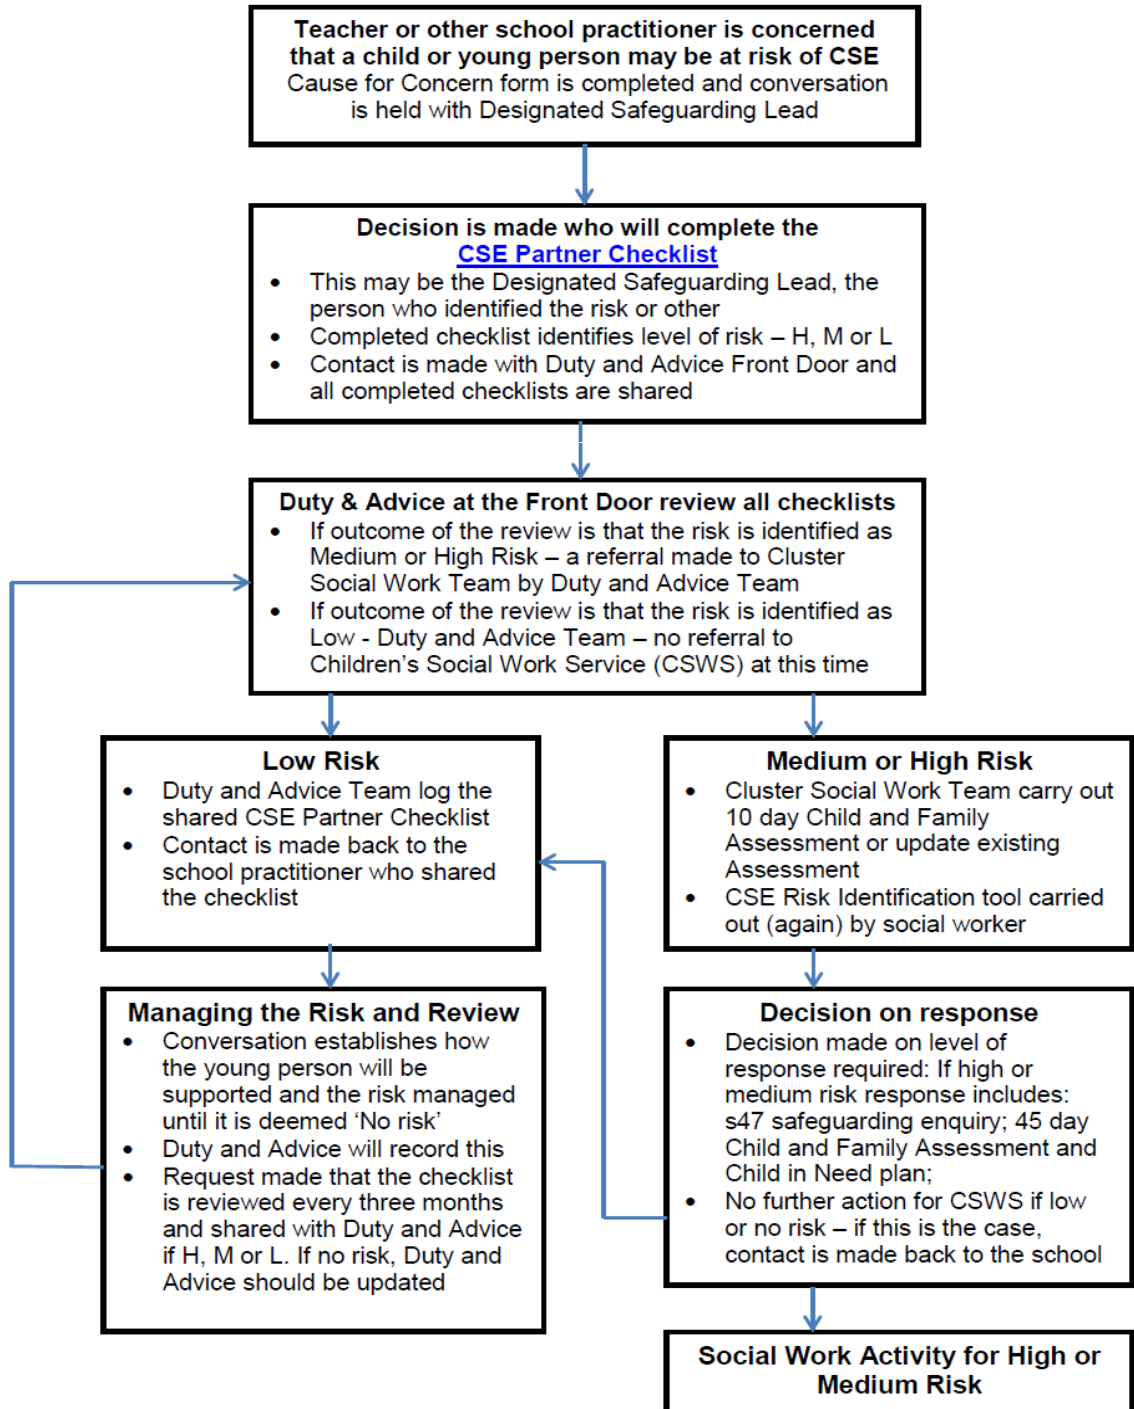 Teacher or other school practitioner is concerned
that a child or young person may be at risk of CSE
Cause for Concern form is completed and conversation
is held with Designated Safeguarding Lead
Decision is made who will complete the
CSE Partner Checklist
• This may be the Designated Safeguarding Lead, the
person who identified the risk or other
• Completed checklist identifies level of risk – H, M or L
• Contact is made with Duty and Advice Front Door and
all completed checklists are shared
Duty & Advice at the Front Door review all checklists
• If outcome of the review is that the risk is identified as
Medium or High Risk – a referral made to Cluster
Social Work Team by Duty and Advice Team
• If outcome of the review is that the risk is identified as
Low - Duty and Advice Team – no referral to
Children's Social Work Service (CSWS) at this time
Low Risk
• Duty and Advice Team log the
shared CSE Partner Checklist
• Contact is made back to the
school practitioner who shared
the checklist
Medium or High Risk
• Cluster Social Work Team carry out
10 day Child and Family
Assessment or update existing
Assessment
• CSE Risk Identification tool carried
out (again) by social worker
Managing the Risk and Review
• Conversation establishes how
the young person will be
supported and the risk managed
until it is deemed 'No risk'
• Duty and Advice will record this
• Request made that the checklist
is reviewed every three months
and shared with Duty and Advice
if H, M or L. If no risk, Duty and
Advice should be updated
Decision on response
• Decision made on level of
response required: If high or
medium risk response includes:
s47 safeguarding enquiry; 45 day
Child and Family Assessment and
Child in Need plan;
• No further action for CSWS if low
or no risk – if this is the case,
contact is made back to the school
Social Work Activity for High or
Medium Risk